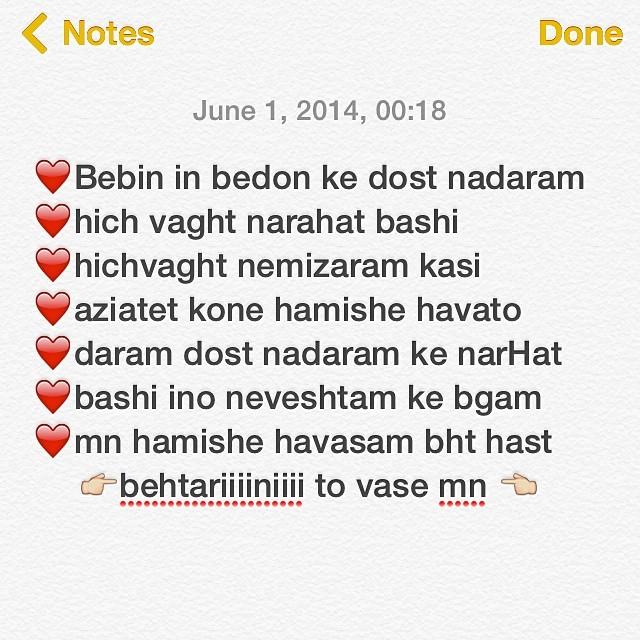 Notes
Done
June 1, 2014, 00:18
❤️Bebin in bedon ke dost nadaram
❤️hich vaght narahat bashi
❤️hichvaght nemizaram kasi
❤️aziatet kone hamishe havato
❤️daram dost nadaram ke narHat
❤️bashi ino neveshtam ke bgam
❤️mn hamishe havasam bht hast
👉behtariiiiniiii to vase mn 👈